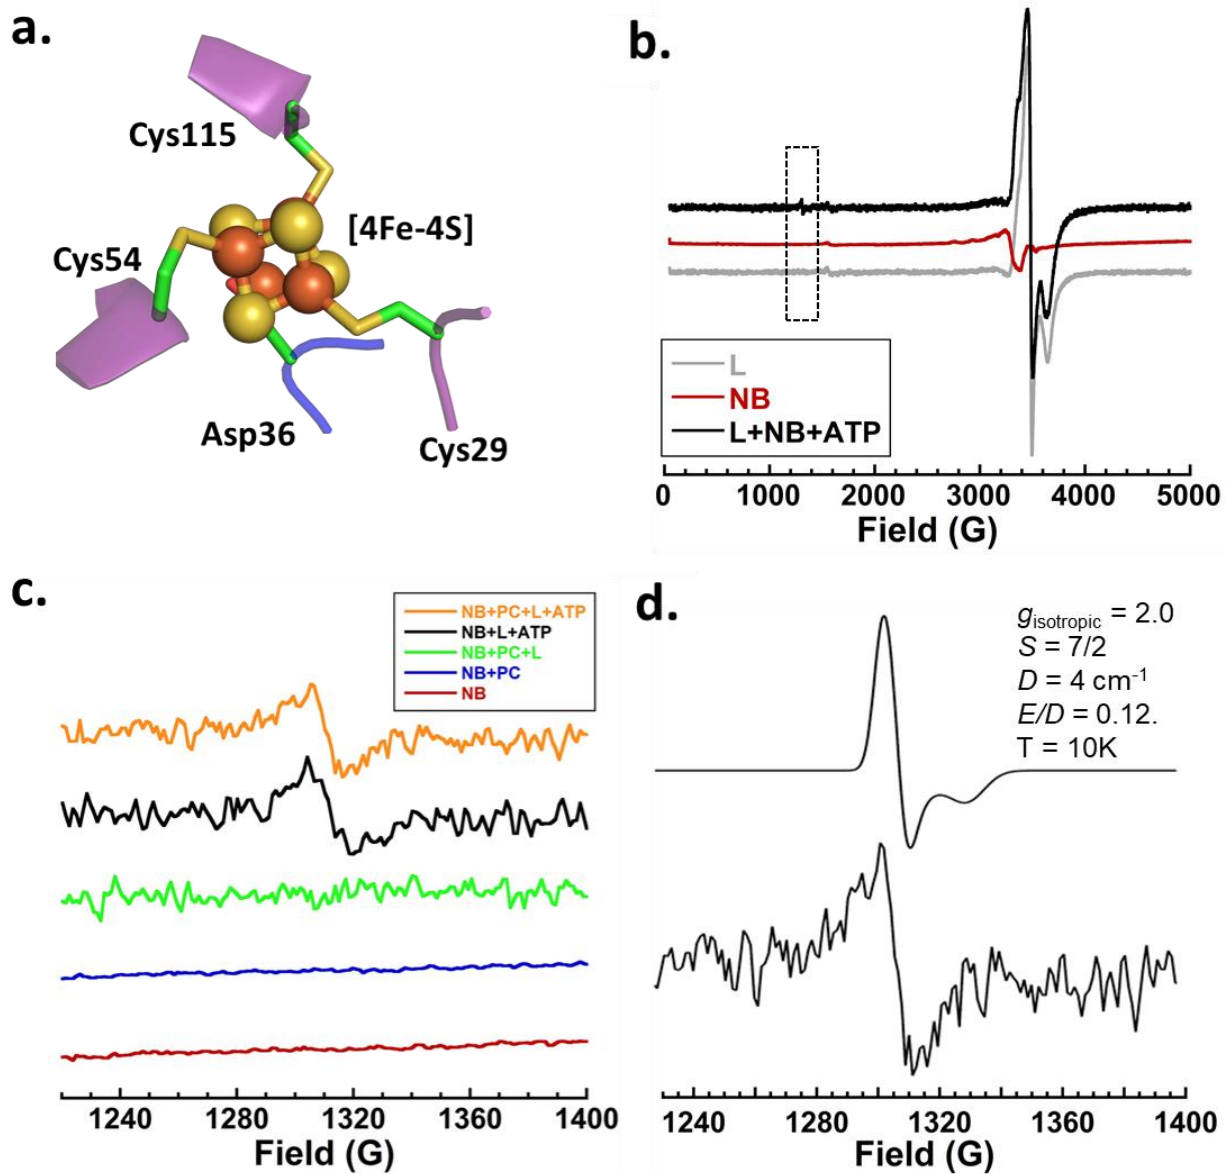 a.
Cys115
[4Fe-4S]
Cys54
Asp36
Cys29
b.
L
NB
L+NB+ATP
0 1000 2000 3000 4000 5000
Field (G)
c.
NB+PC+L+ATP
NB+L+ATP
NB+PC+L
NB+PC
NB
1240 1280 1320 1360 1400
Field (G)
d.
gisotropic = 2.0
S = 7/2
D = 4 cm-1
E/D = 0.12.
T = 10K
1240 1280 1320 1360 1400
Field (G)